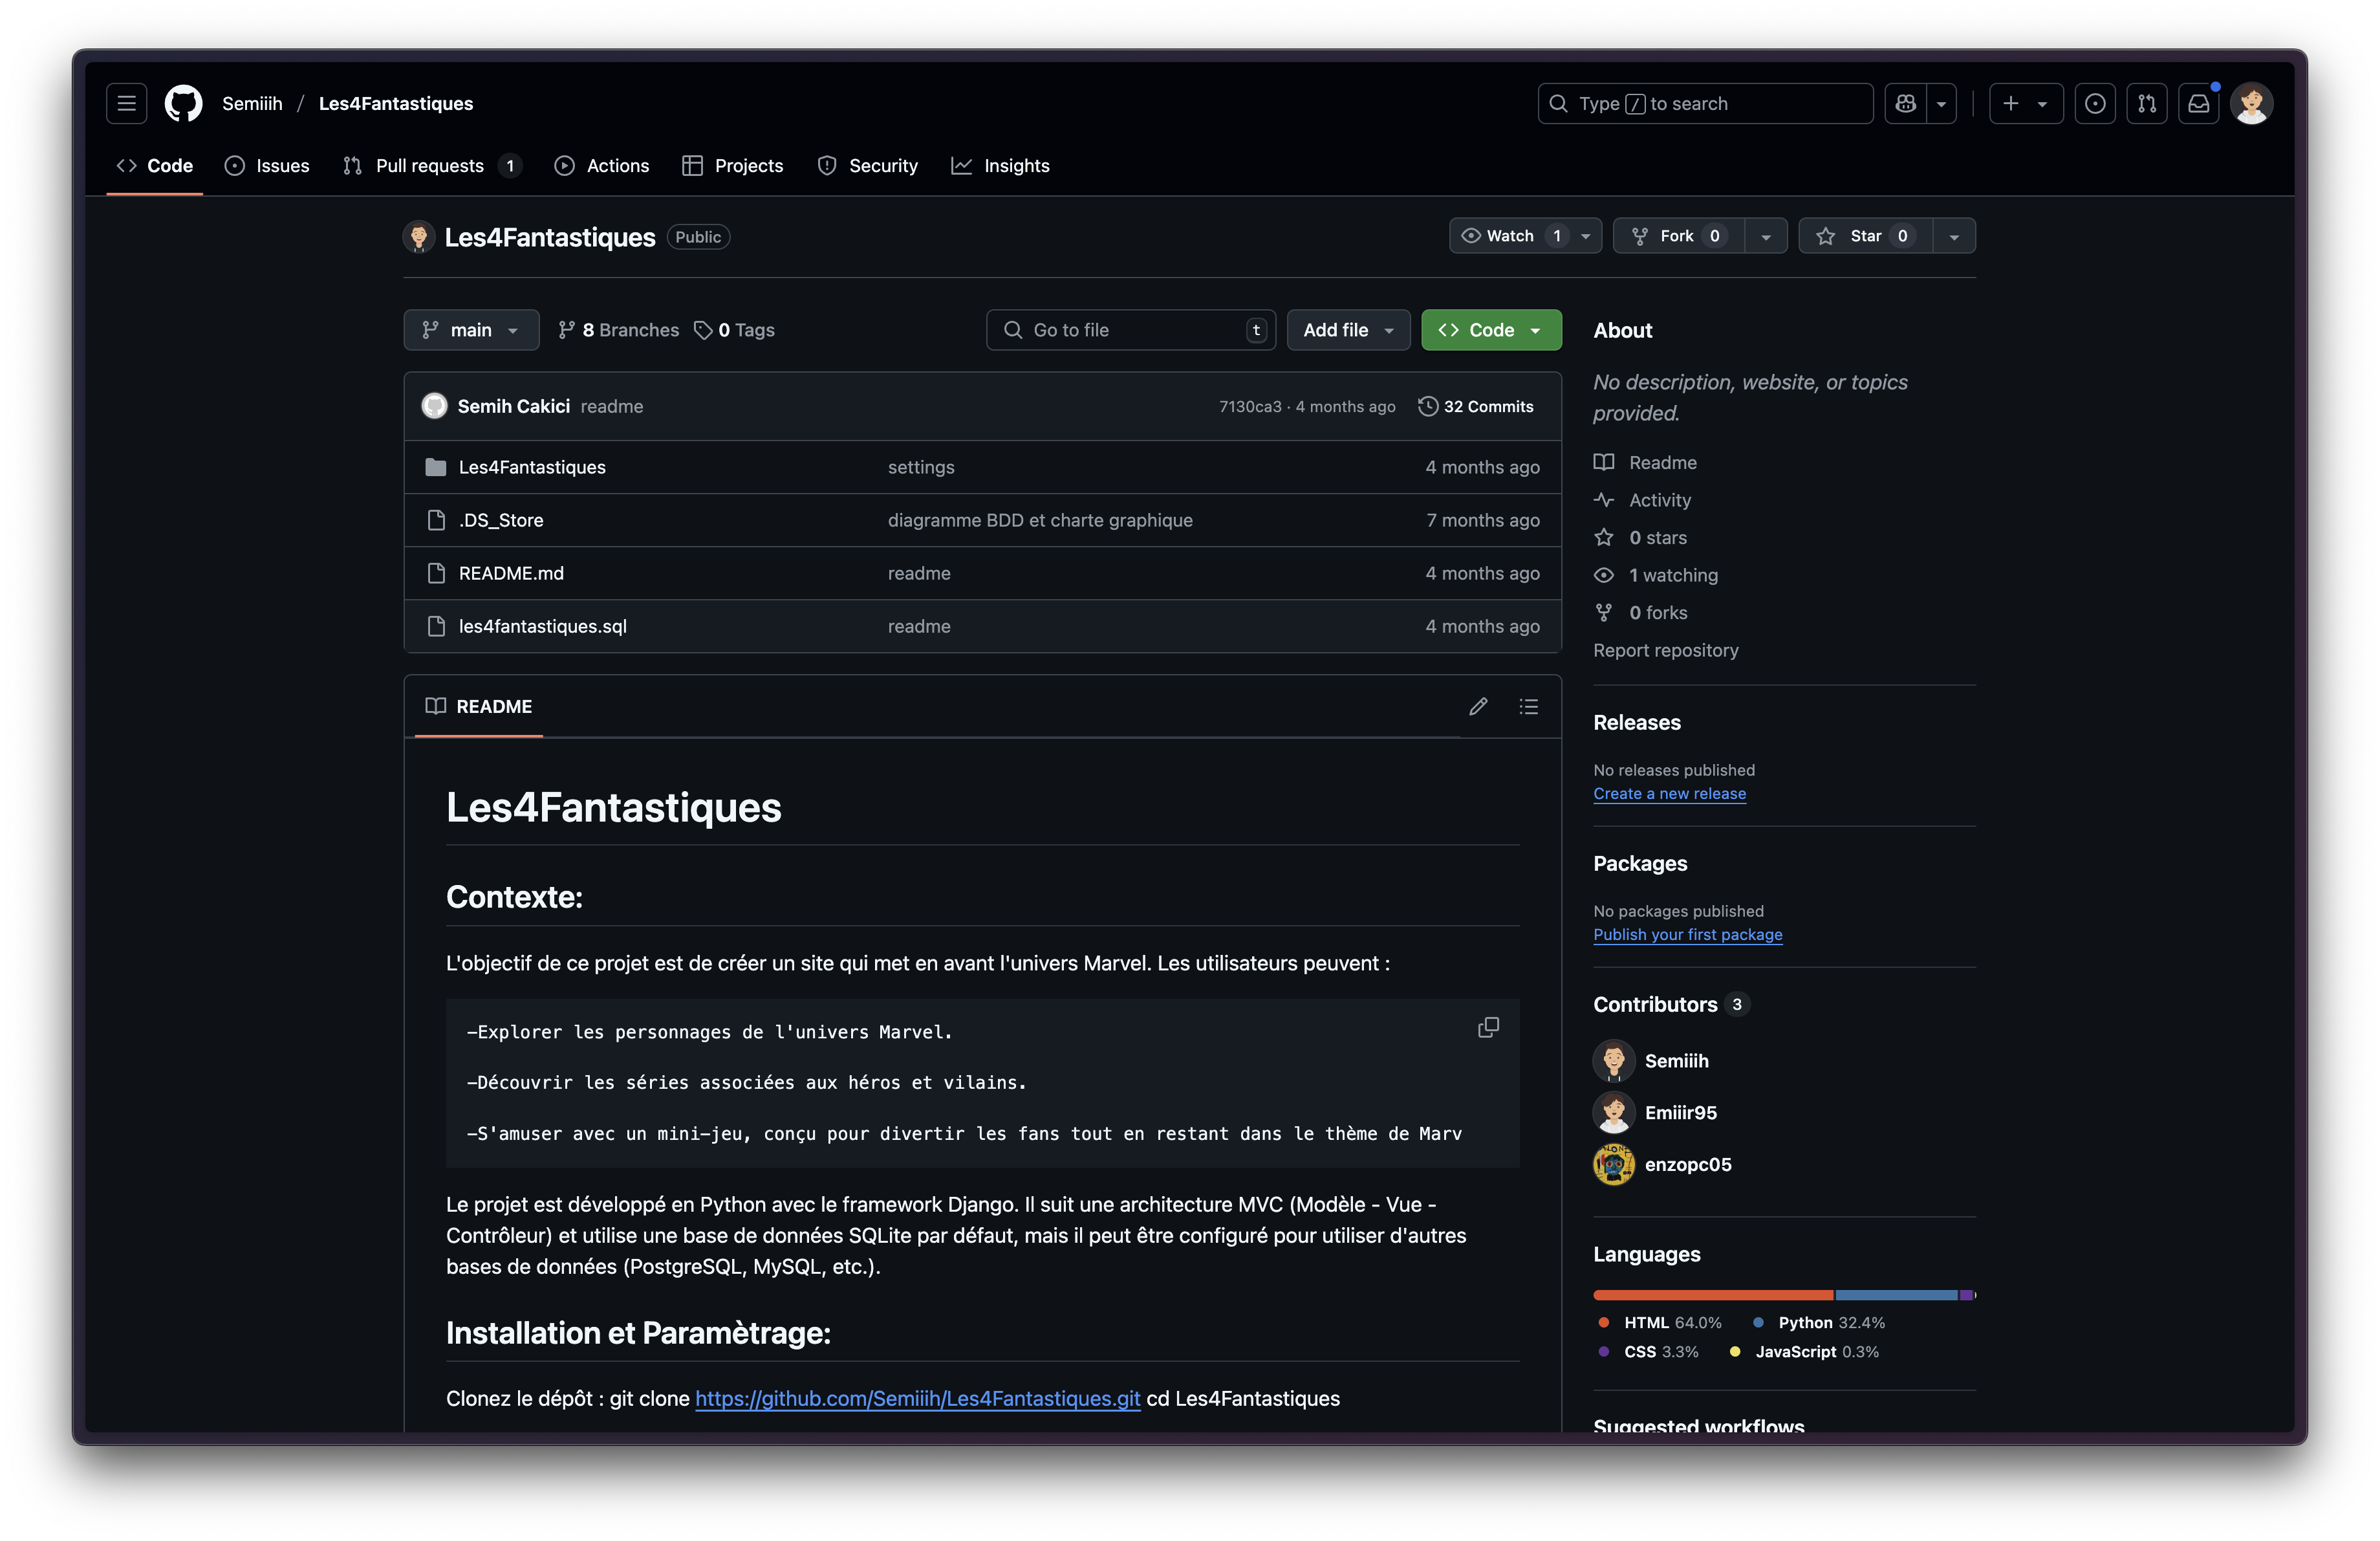 Semiiih / Les4Fantastiques
Type / to search
Code
Issues
Pull requests 1
Actions
Projects
Security
Insights
Les4Fantastiques Public
Watch 1
Fork 0
Star 0
main
8 Branches
0 Tags
Go to file t
Add file
Code
Semih Cakici readme
7130ca3 · 4 months ago
32 Commits
Les4Fantastiques settings 4 months ago
.DS_Store diagramme BDD et charte graphique 7 months ago
README.md readme 4 months ago
les4fantastiques.sql readme 4 months ago
README
Les4Fantastiques
Contexte:
L'objectif de ce projet est de créer un site qui met en avant l'univers Marvel. Les utilisateurs peuvent :
-Explorer les personnages de l'univers Marvel.
-Découvrir les séries associées aux héros et vilains.
-S'amuser avec un mini-jeu, conçu pour divertir les fans tout en restant dans le thème de Marv
Le projet est développé en Python avec le framework Django. Il suit une architecture MVC (Modèle - Vue -
Contrôleur) et utilise une base de données SQLite par défaut, mais il peut être configuré pour utiliser d'autres
bases de données (PostgreSQL, MySQL, etc.).
Installation et Paramètrage:
Clonez le dépôt : git clone https://github.com/Semiiih/Les4Fantastiques.git cd Les4Fantastiques
About
No description, website, or topics
provided.
Readme
Activity
0 stars
1 watching
0 forks
Report repository
Releases
No releases published
Create a new release
Packages
No packages published
Publish your first package
Contributors 3
Semiiih
Emiiir95
enzopc05
Languages
HTML 64.0%
Python 32.4%
CSS 3.3%
JavaScript 0.3%
Suggested workflows